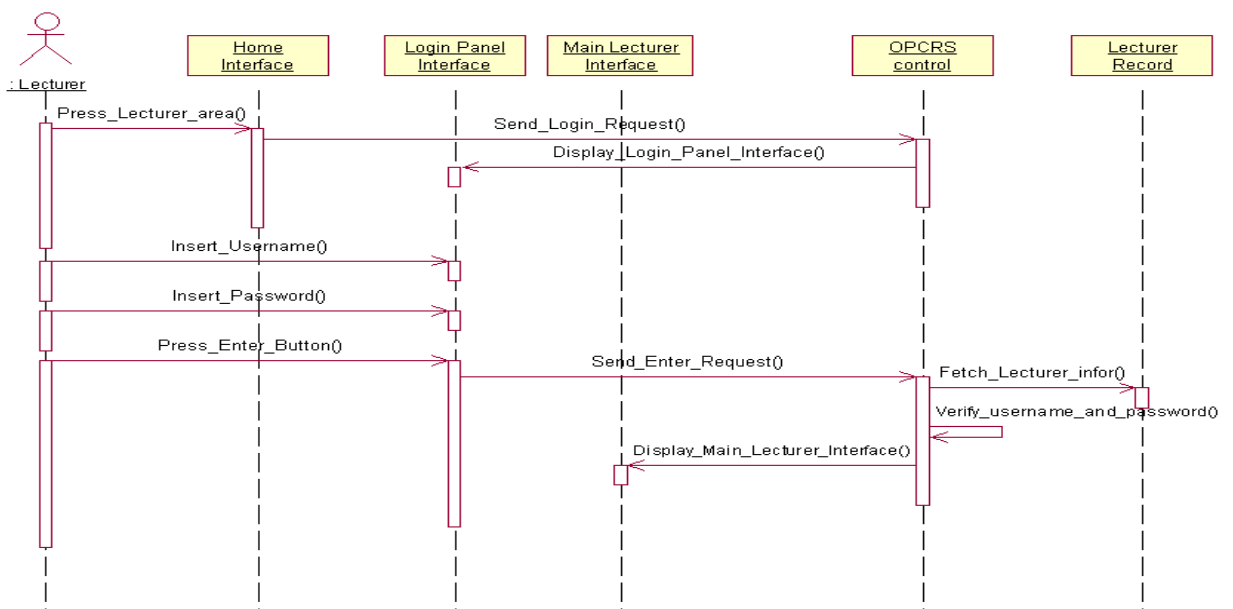 : Lecturer
Home
Interface
Login Panel
Interface
Main Lecturer
Interface
OPCRS
control
Lecturer
Record
Press_Lecturer_area()
Send_Login_Request()
Display_Login_Panel_Interface()
Insert_Username()
Insert_Password()
Press_Enter_Button()
Send_Enter_Request()
Fetch_Lecturer_infor()
Verify_username_and_password()
Display_Main_Lecturer_Interface()